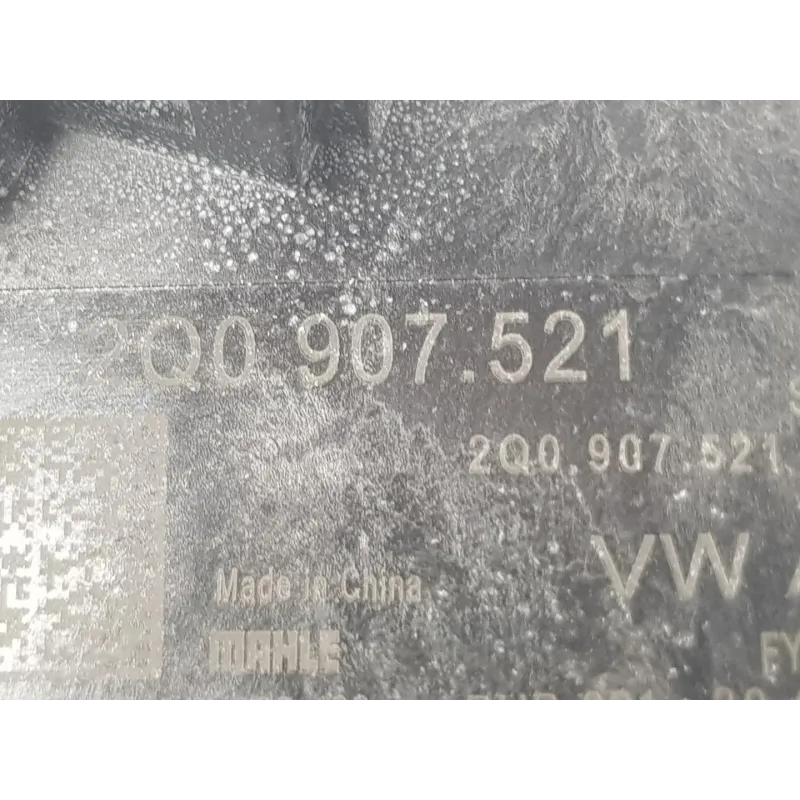 2Q0.907.521
2Q0.907.521
VW
Made in China
MAHLE